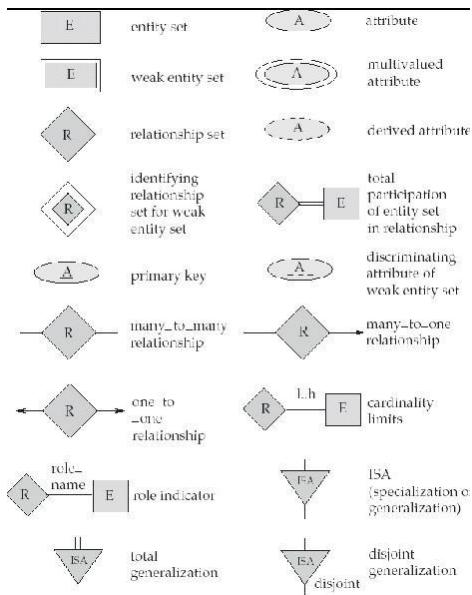 E
entity set
A
attribute
E
weak entity set
A
multivalued
attribute
R
relationship set
A
derived attribute
R
identifying
relationship
set for weak
entity set
R
E
total
participation
of entity set
in relationship
A
primary key
A
discriminating
attribute of
weak entity set
R
many_to_many
relationship
R
many_to_one
relationship
R
one_to
_one
relationship
R
l..h
E
cardinality
limits
R
role_
name
E
role indicator
ISA
ISA
(specialization o
generalization)
ISA
total
generalization
ISA
disjoint
disjoint
generalization